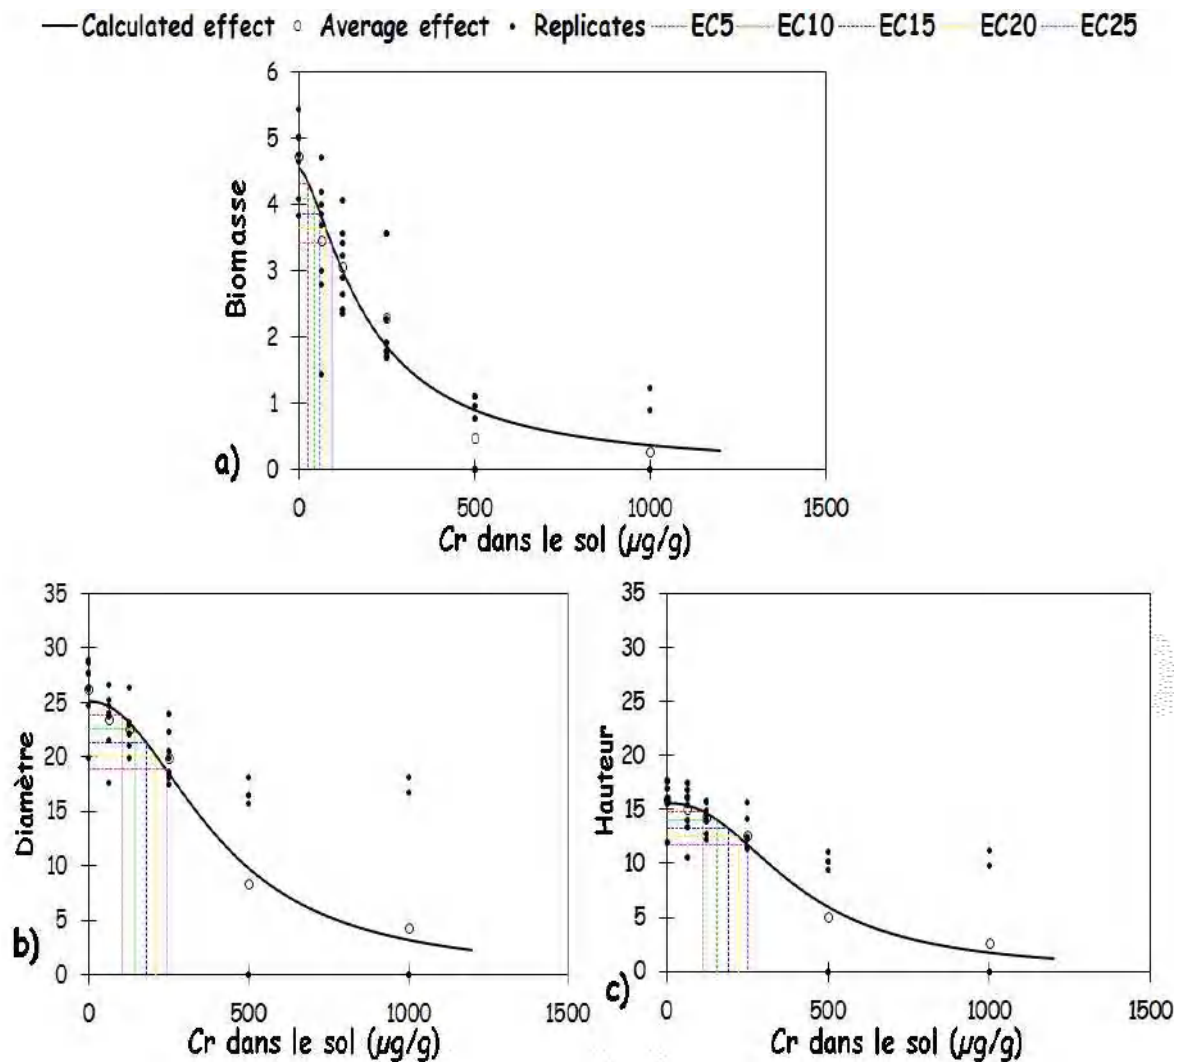 Calculated effect Average effect Replicates EC5 EC10 EC15 EC20 EC25
6
5
4
3
2
1
0
Biomasse
a)
0 500 1000 1500
Cr dans le sol (µg/g)
35
30
25
20
15
10
5
0
Diamètre
b)
0 500 1000 1500
Cr dans le sol (µg/g)
35
30
25
20
15
10
5
0
Hauteur
c)
0 500 1000 1500
Cr dans le sol (µg/g)